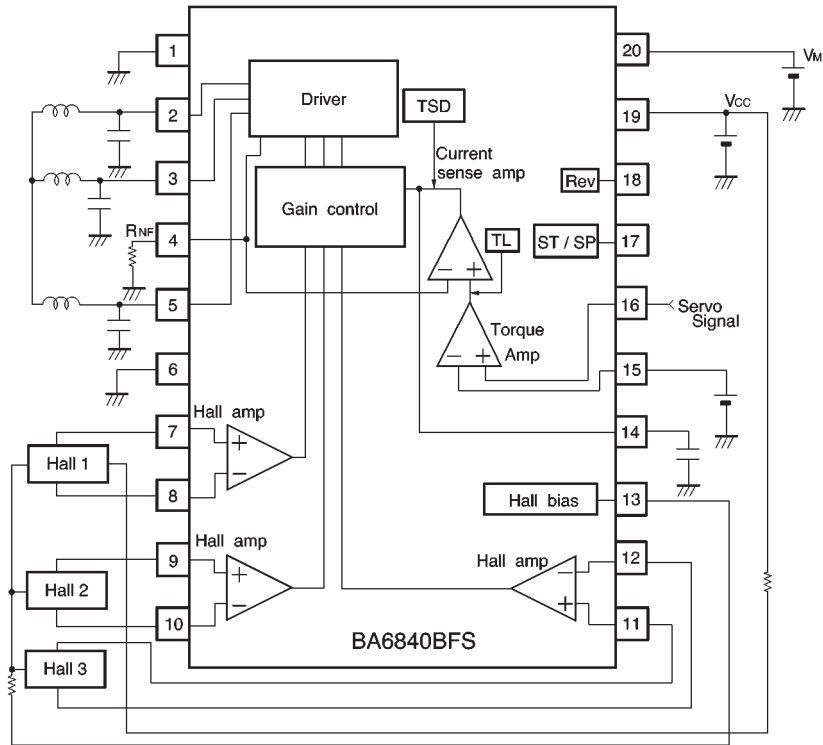 1
20
VM
Driver
TSD
2
19
VCC
Current
sense amp
3
Rev
18
Gain control
RNF
4
TL
ST / SP
17
5
16
Servo
Signal
Torque
Amp
6
15
Hall amp
7
14
Hall 1
8
Hall bias
13
Hall amp
9
Hall amp
12
Hall 2
10
11
BA6840BFS
Hall 3